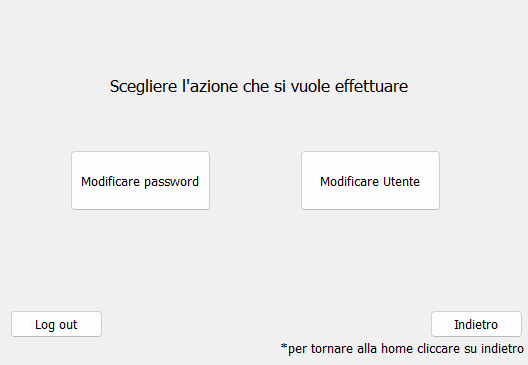 Scegliere l'azione che si vuole effettuare
Modificare password
Modificare Utente
Log out
Indietro
*per tornare alla home cliccare su indietro